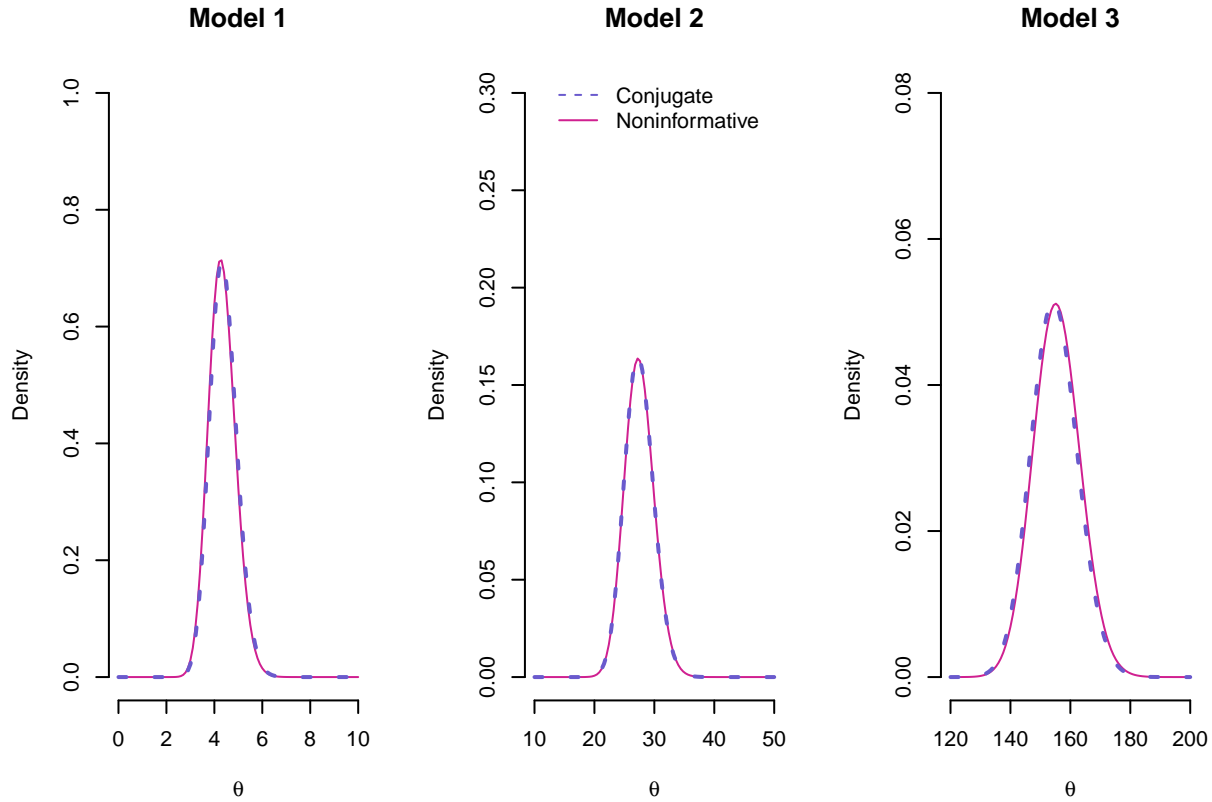 Model 1
Model 2
Model 3
1.0
0.8
0.6
0.4
0.2
0.0
Density
0 2 4 6 8 10
θ
Conjugate
Noninformative
0.30
0.25
0.20
0.15
0.10
0.05
0.00
Density
10 20 30 40 50
θ
0.08
0.06
0.04
0.02
0.00
Density
120 140 160 180 200
θ